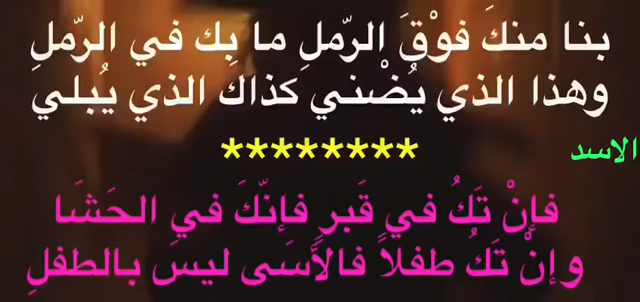 بنا منكَ فوْقَ الرّملِ ما بِك في الرّملِ
وهذا الذي يُضْني كذاك الذي يُبلي
********
الاسد
فإنْ تَكُ في قَبرٍ فإنّكَ في الحَشَا
وإنْ تَكُ طفلاً فالأسَى ليسَ بالطفلِ